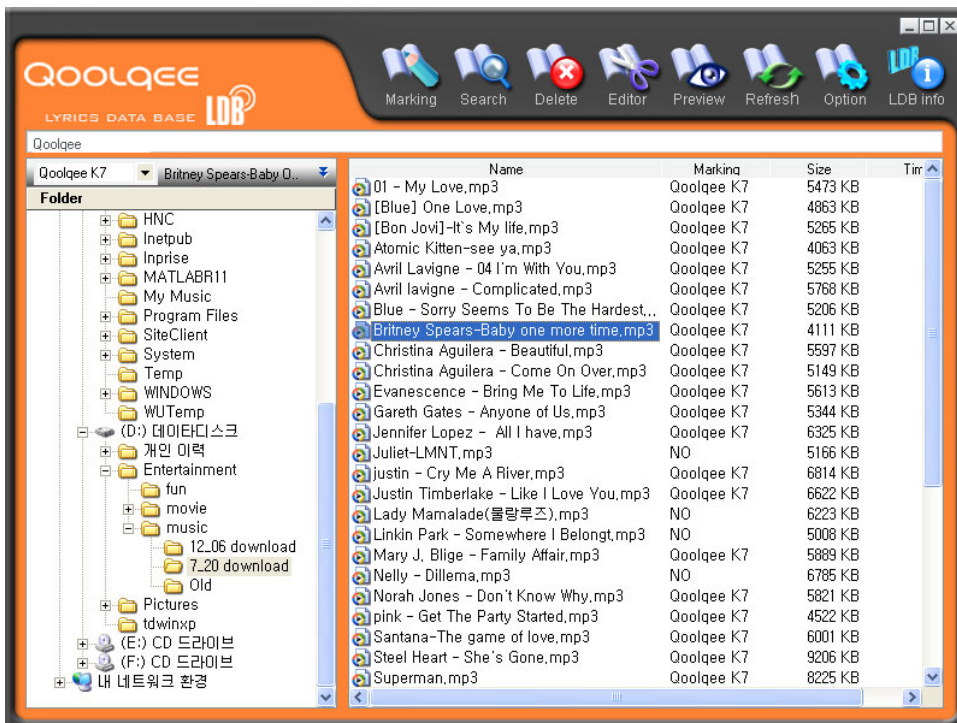 QOOLQEE
LYRICS DATA BASE LDB
Marking Search Delete Editor Preview Refresh Option LDB info
Qoolqee
Qoolqee K7 Britney Spears-Baby O..
Folder
HNC
Inetpub
Inprise
MATLABR11
My Music
Program Files
SiteClient
System
Temp
WINDOWS
WUTemp
(D:) 데이타디스크
개인 이력
Entertainment
fun
movie
music
12_06 download
7_20 download
Old
Pictures
tdwinxp
(E:) CD 드라이브
(F:) CD 드라이브
내 네트워크 환경
Name Marking Size Tim
01 - My Love,mp3 Qoolqee K7 5473 KB
[Blue] One Love,mp3 Qoolqee K7 4863 KB
[Bon Jovi]-It`s My life,mp3 Qoolqee K7 5265 KB
Atomic Kitten-see ya,mp3 Qoolqee K7 4063 KB
Avril Lavigne - 04 I'm With You,mp3 Qoolqee K7 5255 KB
Avril lavigne - Complicated,mp3 Qoolqee K7 5768 KB
Blue - Sorry Seems To Be The Hardest,,, Qoolqee K7 5206 KB
Britney Spears-Baby one more time,mp3 Qoolqee K7 4111 KB
Christina Aguilera - Beautiful,mp3 Qoolqee K7 5597 KB
Christina Aguilera - Come On Over,mp3 Qoolqee K7 5149 KB
Evanescence - Bring Me To Life,mp3 Qoolqee K7 5613 KB
Gareth Gates - Anyone of Us,mp3 Qoolqee K7 5344 KB
Jennifer Lopez - All I have,mp3 Qoolqee K7 6325 KB
Juliet-LMNT,mp3 NO 5166 KB
justin - Cry Me A River,mp3 Qoolqee K7 6814 KB
Justin Timberlake - Like I Love You,mp3 Qoolqee K7 6622 KB
Lady Mamalade(물랑루즈),mp3 NO 6223 KB
Linkin Park - Somewhere I Belongt,mp3 NO 5008 KB
Mary J, Blige - Family Affair,mp3 Qoolqee K7 5889 KB
Nelly - Dillema,mp3 NO 6785 KB
Norah Jones - Don't Know Why,mp3 Qoolqee K7 5821 KB
pink - Get The Party Started,mp3 Qoolqee K7 4522 KB
Santana-The game of love,mp3 Qoolqee K7 6001 KB
Steel Heart - She's Gone,mp3 Qoolqee K7 9206 KB
Superman,mp3 Qoolqee K7 8225 KB